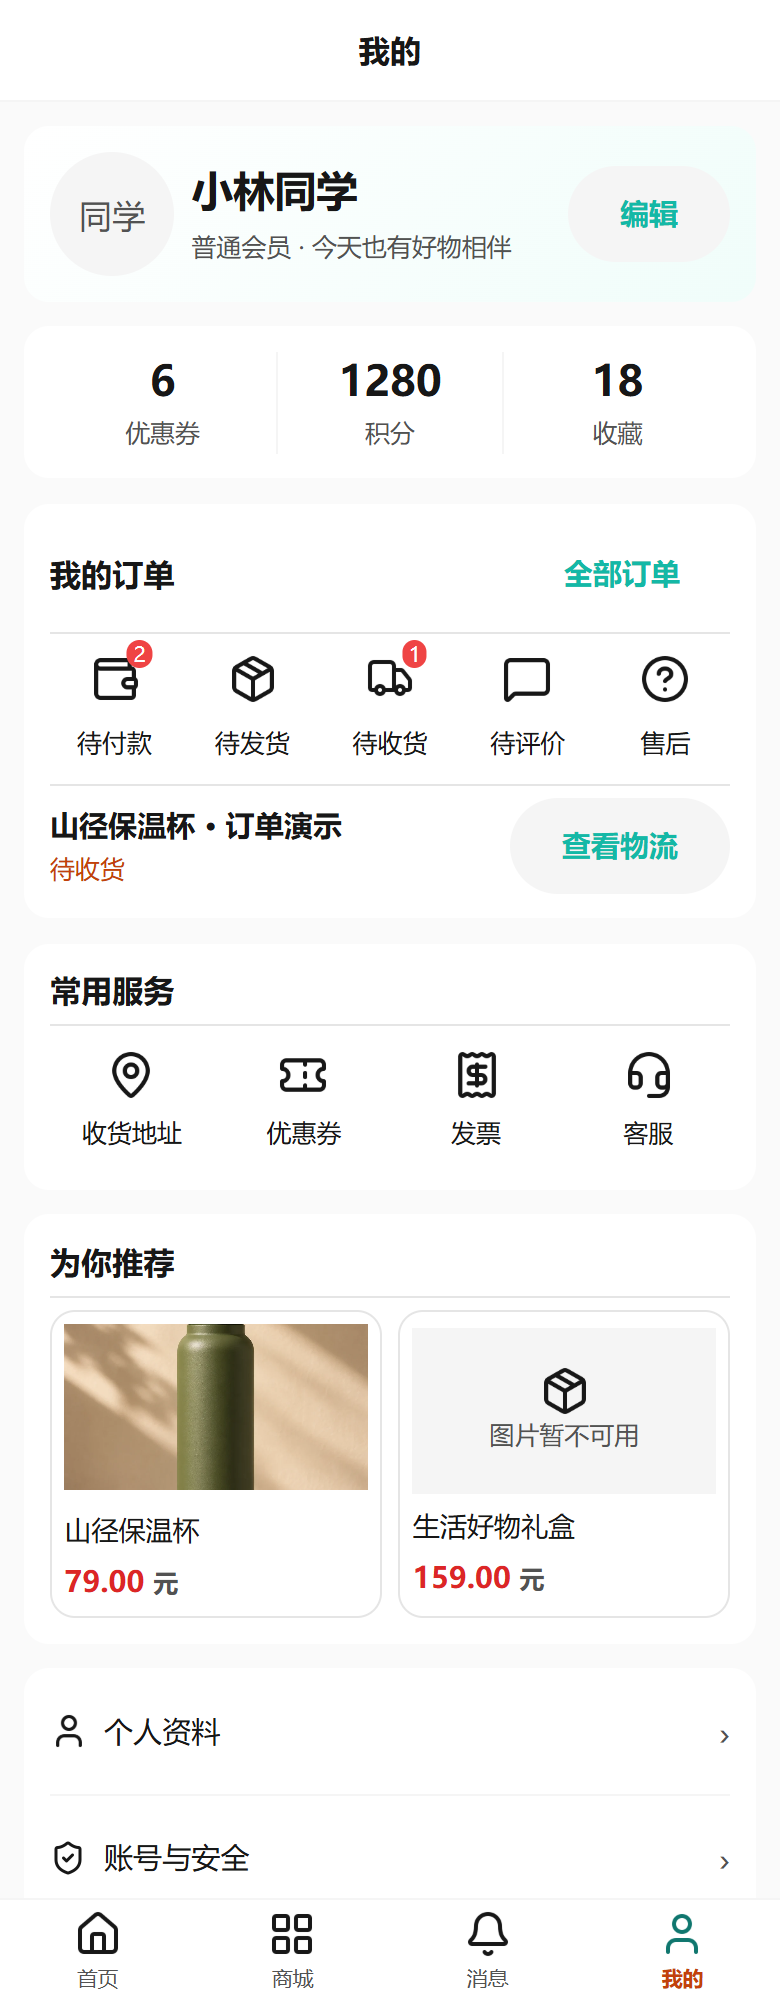 我的
同学
小林同学
普通会员 · 今天也有好物相伴
编辑
6
1280
18
优惠券
积分
收藏
我的订单
全部订单
2
1
待付款
待发货
待收货
待评价
售后
山径保温杯 · 订单演示
待收货
查看物流
常用服务
收货地址
优惠券
发票
客服
为你推荐
图片暂不可用
山径保温杯
79.00 元
生活好物礼盒
159.00 元
个人资料
账号与安全
首页
商城
消息
我的